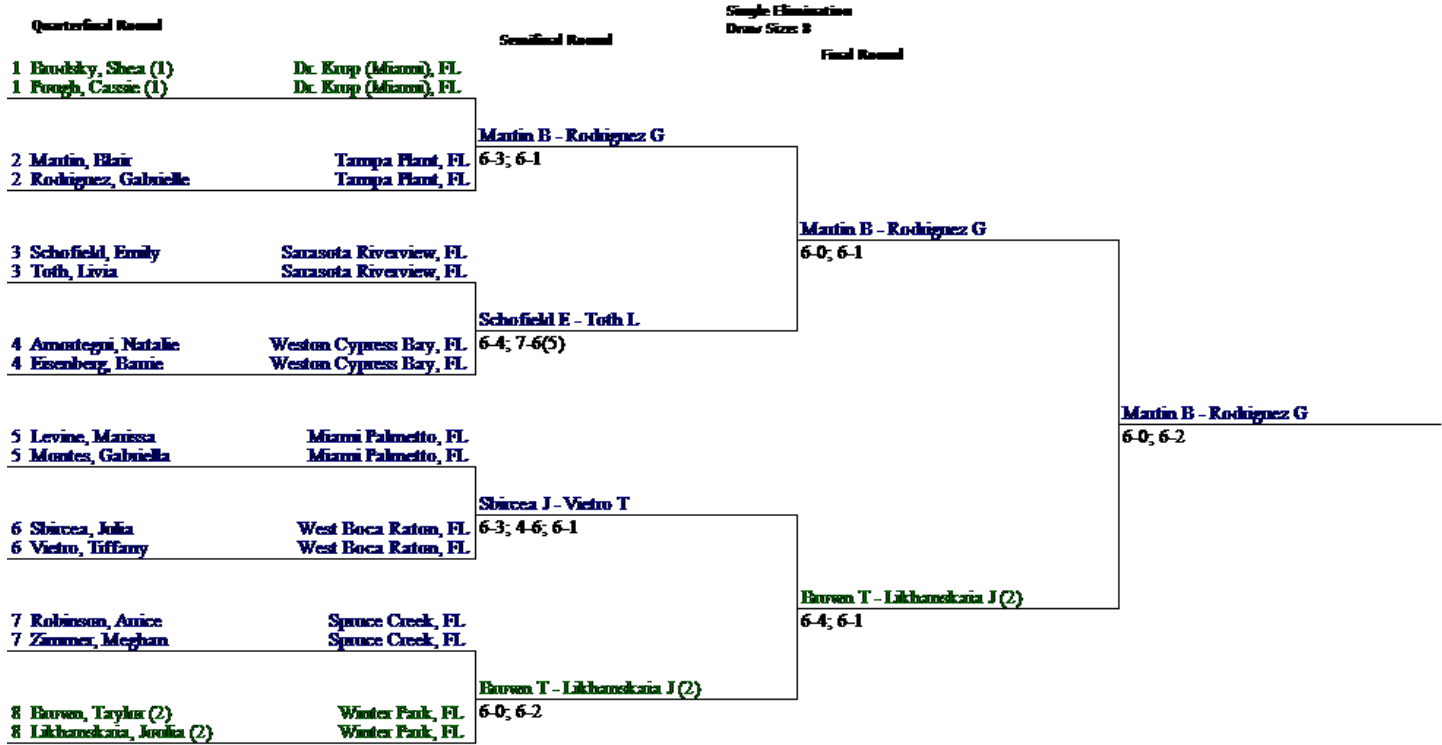 Single Elimination
Draw Size: 8
Quarterfinal Round
Semifinal Round
Final Round
1 Brodsky, Shea (1) Dr. Krop (Miami), FL
1 Pough, Cassie (1) Dr. Krop (Miami), FL
Martin B - Rodriguez G
6-3; 6-1
2 Martin, Blair Tampa Plant, FL
2 Rodriguez, Gabrielle Tampa Plant, FL
Martin B - Rodriguez G
6-0; 6-1
3 Schofield, Emily Sarasota Riverview, FL
3 Toth, Livia Sarasota Riverview, FL
Schofield E - Toth L
6-4; 7-6(5)
4 Amortegui, Natalie Weston Cypress Bay, FL
4 Eisenberg, Barrie Weston Cypress Bay, FL
Martin B - Rodriguez G
6-0; 6-2
5 Levine, Marissa Miami Palmetto, FL
5 Montes, Gabriella Miami Palmetto, FL
Sbircea J - Vietro T
6-3; 4-6; 6-1
6 Sbircea, Julia West Boca Raton, FL
6 Vietro, Tiffany West Boca Raton, FL
Brown T - Likhanskaia J (2)
6-4; 6-1
7 Robinson, Amice Spruce Creek, FL
7 Zimmer, Meghan Spruce Creek, FL
Brown T - Likhanskaia J (2)
6-0; 6-2
8 Brown, Taylor (2) Winter Park, FL
8 Likhanskaia, Joulia (2) Winter Park, FL